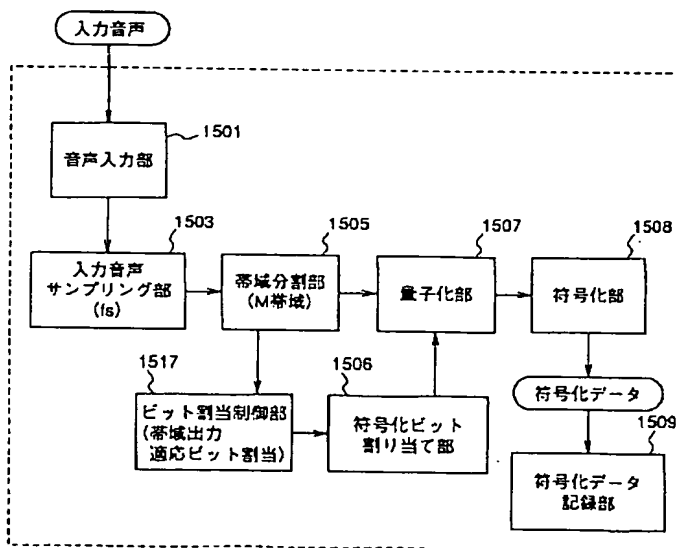 入力音声
1501
音声入力部
1503
入力音声
サンプリング部
(fs)
1505
帯域分割部
(M帯域)
1507
量子化部
1508
符号化部
1517
ビット割当制御部
(帯域出力
適応ビット割当)
1506
符号化ビット
割り当て部
符号化データ
1509
符号化データ
記録部